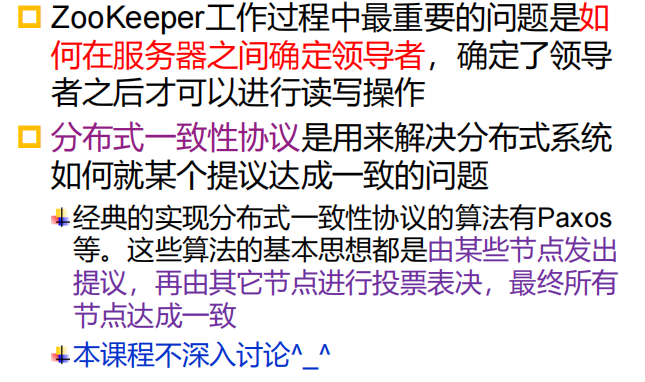 ZooKeeper工作过程中最重要的问题是如
何在服务器之间确定领导者，确定了领导
者之后才可以进行读写操作
分布式一致性协议是用来解决分布式系统
如何就某个提议达成一致的问题
经典的实现分布式一致性协议的算法有Paxos
等。这些算法的基本思想都是由某些节点发出
提议，再由其它节点进行投票表决，最终所有
节点达成一致
本课程不深入讨论^_^